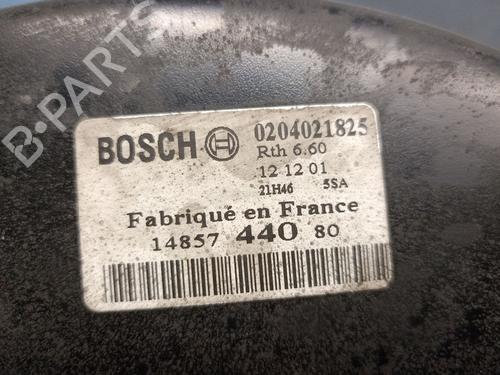 B-PARTS
BOSCH 0204021825
Rth 6.60
12 12 01
21H46 5SA
Fabriqué en France
14857 440 80